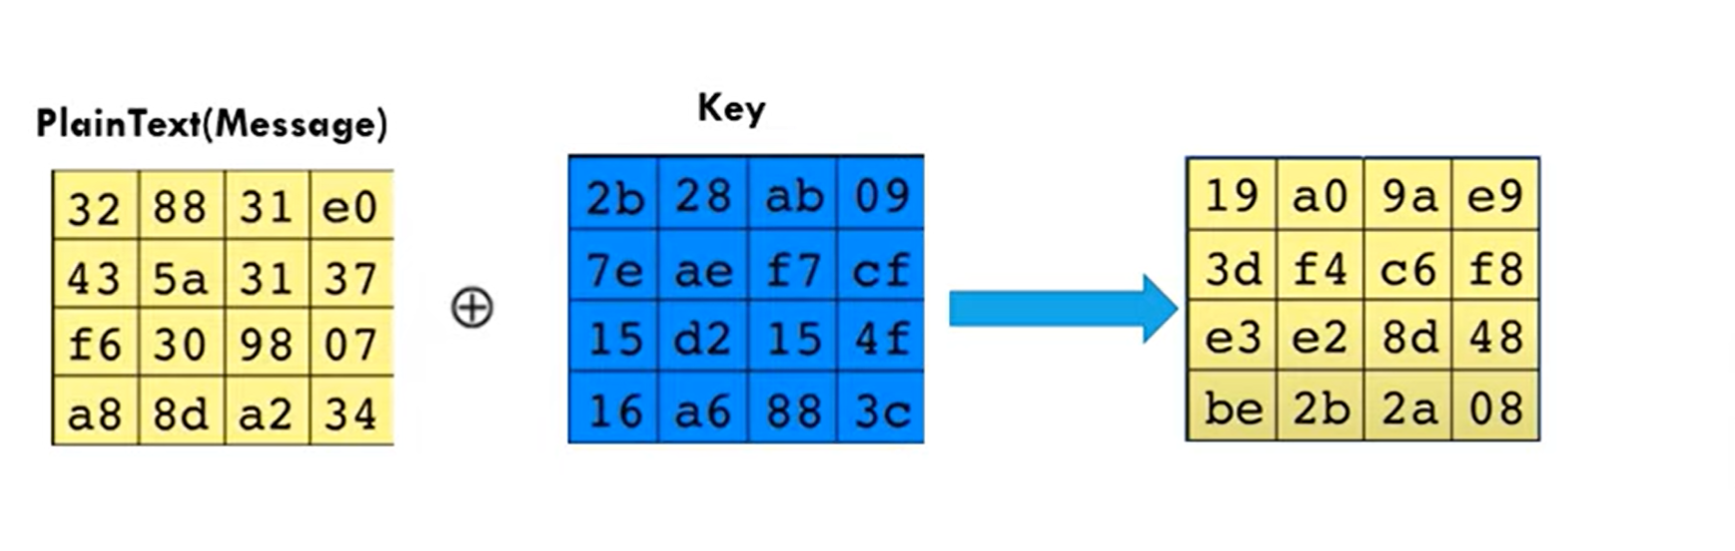 PlainText(Message)
32 88 31 e0
43 5a 31 37
f6 30 98 07
a8 8d a2 34
⊕
Key
2b 28 ab 09
7e ae f7 cf
15 d2 15 4f
16 a6 88 3c
19 a0 9a e9
3d f4 c6 f8
e3 e2 8d 48
be 2b 2a 08